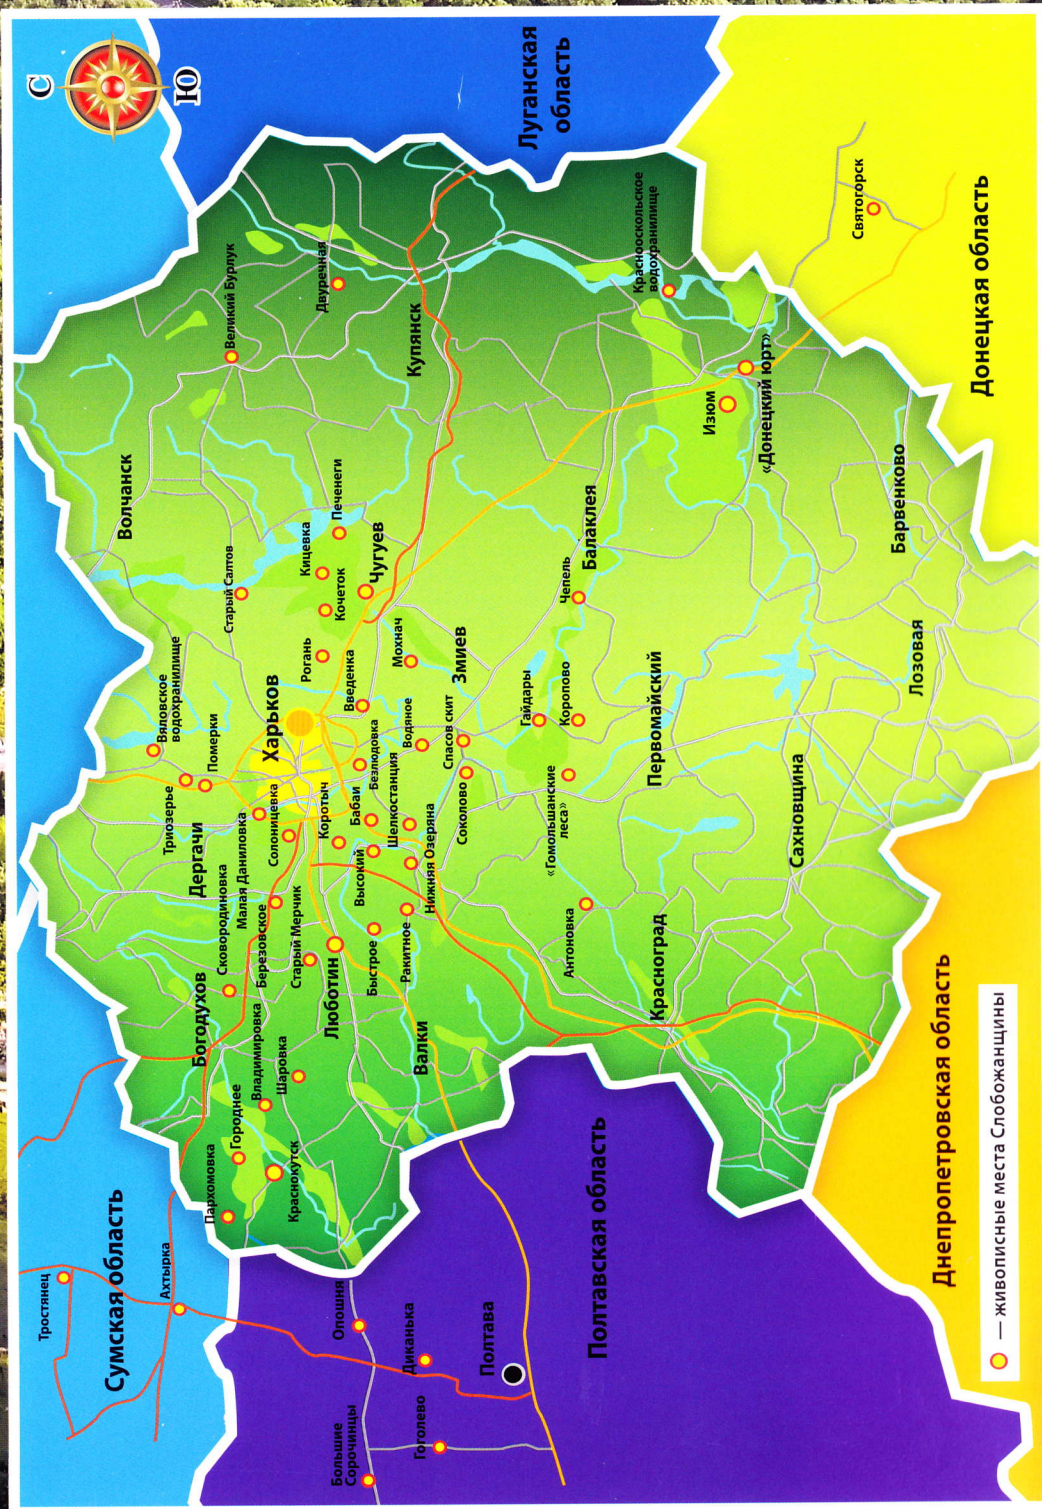 С
Ю
Сумская область
Тростянец
Ахтырка
Луганская
область
Донецкая область
Святогорск
Днепропетровская область
Полтавская область
Полтава
Опошня
Диканька
Гоголево
Большие
Сорочинцы
Пархомовка
Городнее
Краснокутск
Владимировка
Шаровка
Богодухов
Сковородиновка
Березовское
Старый Мерчик
Люботин
Валки
Быстрое
Ракитное
Дергачи
Малая Даниловка
Солоницевка
Коротыч
Высокий
Бабаи
Шелкостанция
Нижняя Озеряна
Триозерье
Померки
Вяловское
водохранилище
Харьков
Безлюдовка
Введенка
Водяное
Спасов скит
Соколово
Рогань
Мохнач
Змиев
Старый Салтов
Волчанск
Кицевка
Кочеток
Печенеги
Чугуев
Великий Бурлук
Двуречная
Купянск
Краснооскольское
водохранилище
Изюм
«Донецкий юрт»
Балаклея
Чепель
Гайдары
Коропово
«Гомольшанские
леса»
Первомайский
Антоновка
Красноград
Сахновщина
Лозовая
Барвенково
— живописные места Слобожанщины